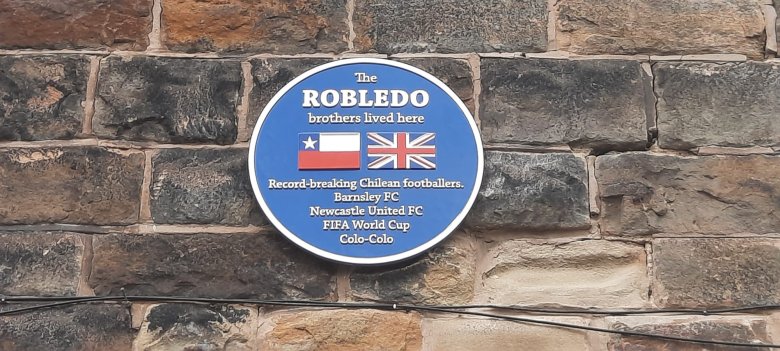 The
ROBLEDO
brothers lived here
Record-breaking Chilean footballers.
Barnsley FC
Newcastle United FC
FIFA World Cup
Colo-Colo